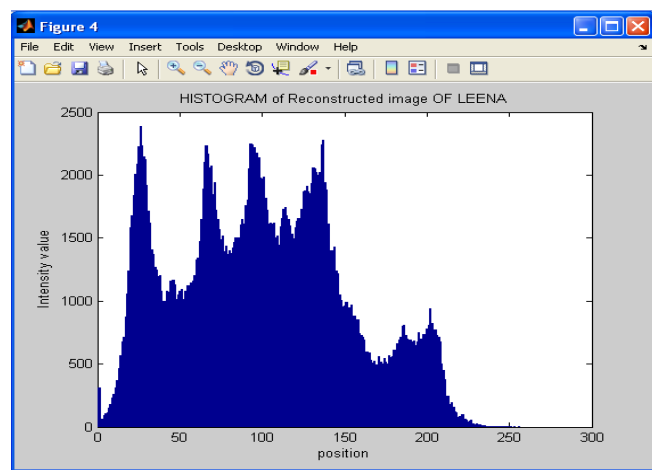 Figure 4
File Edit View Insert Tools Desktop Window Help
HISTOGRAM of Reconstructed image OF LEENA
2500
2000
1500
1000
500
0
Intensity value
0 50 100 150 200 250 300
position